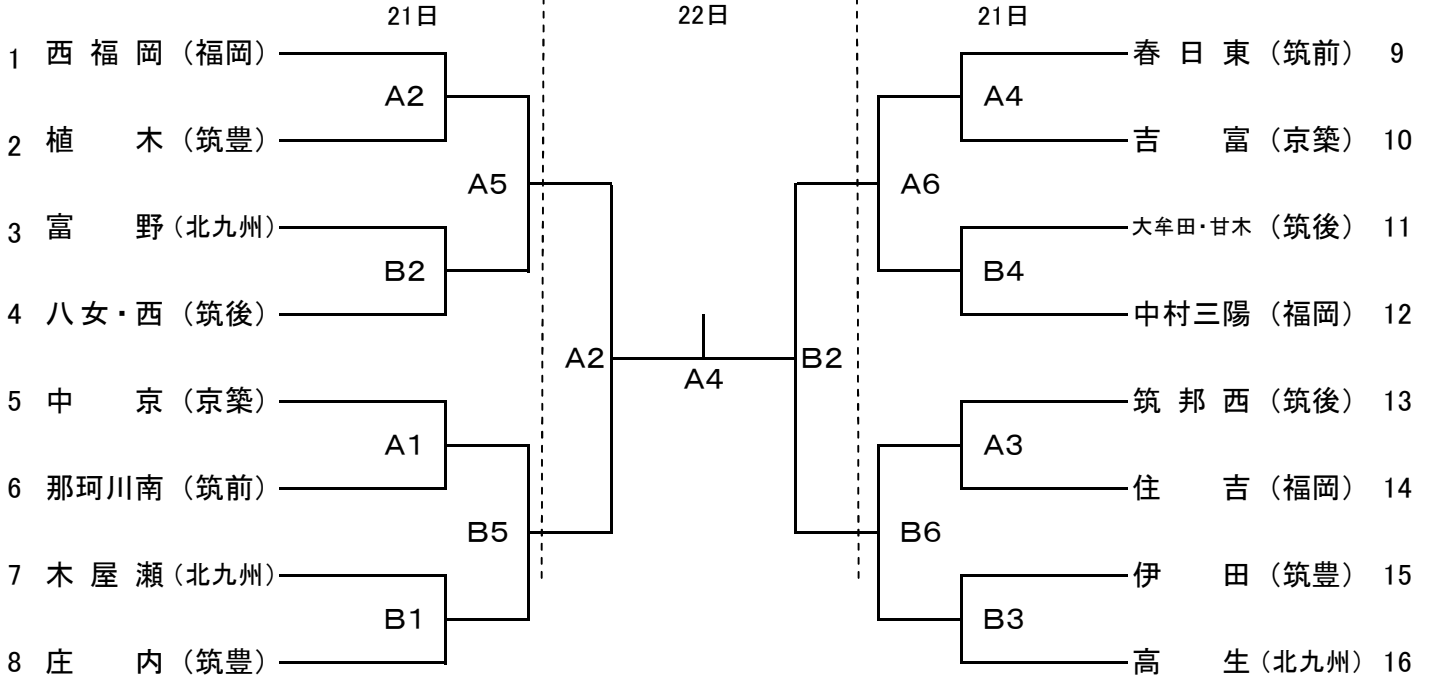 21日 22日 21日
1 西福岡（福岡） 春日東（筑前） 9
A2 A4
2 植木（筑豊） 吉富（京築） 10
A5 A6
3 富野（北九州） 大牟田・甘木（筑後） 11
B2 B4
4 八女・西（筑後） 中村三陽（福岡） 12
A2 B2
A4
5 中京（京築） 筑邦西（筑後） 13
A1 A3
6 那珂川南（筑前） 住吉（福岡） 14
B5 B6
7 木屋瀬（北九州） 伊田（筑豊） 15
B1 B3
8 庄内（筑豊） 高生（北九州） 16